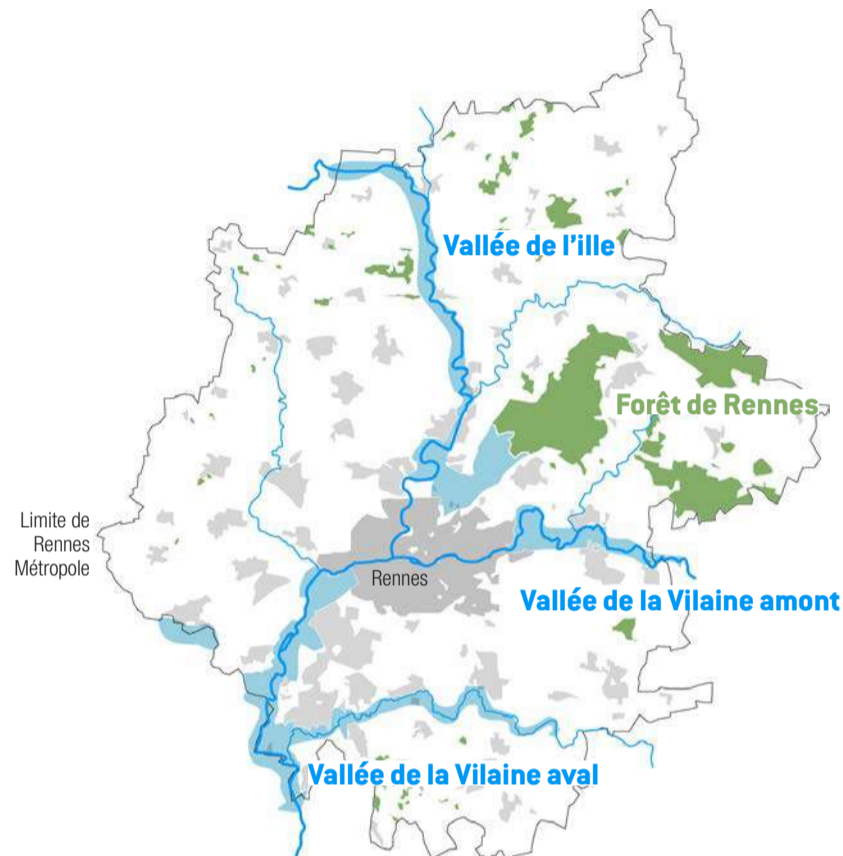 Vallée de l'ille
Forêt de Rennes
Limite de
Rennes
Métropole
Rennes
Vallée de la Vilaine amont
Vallée de la Vilaine aval